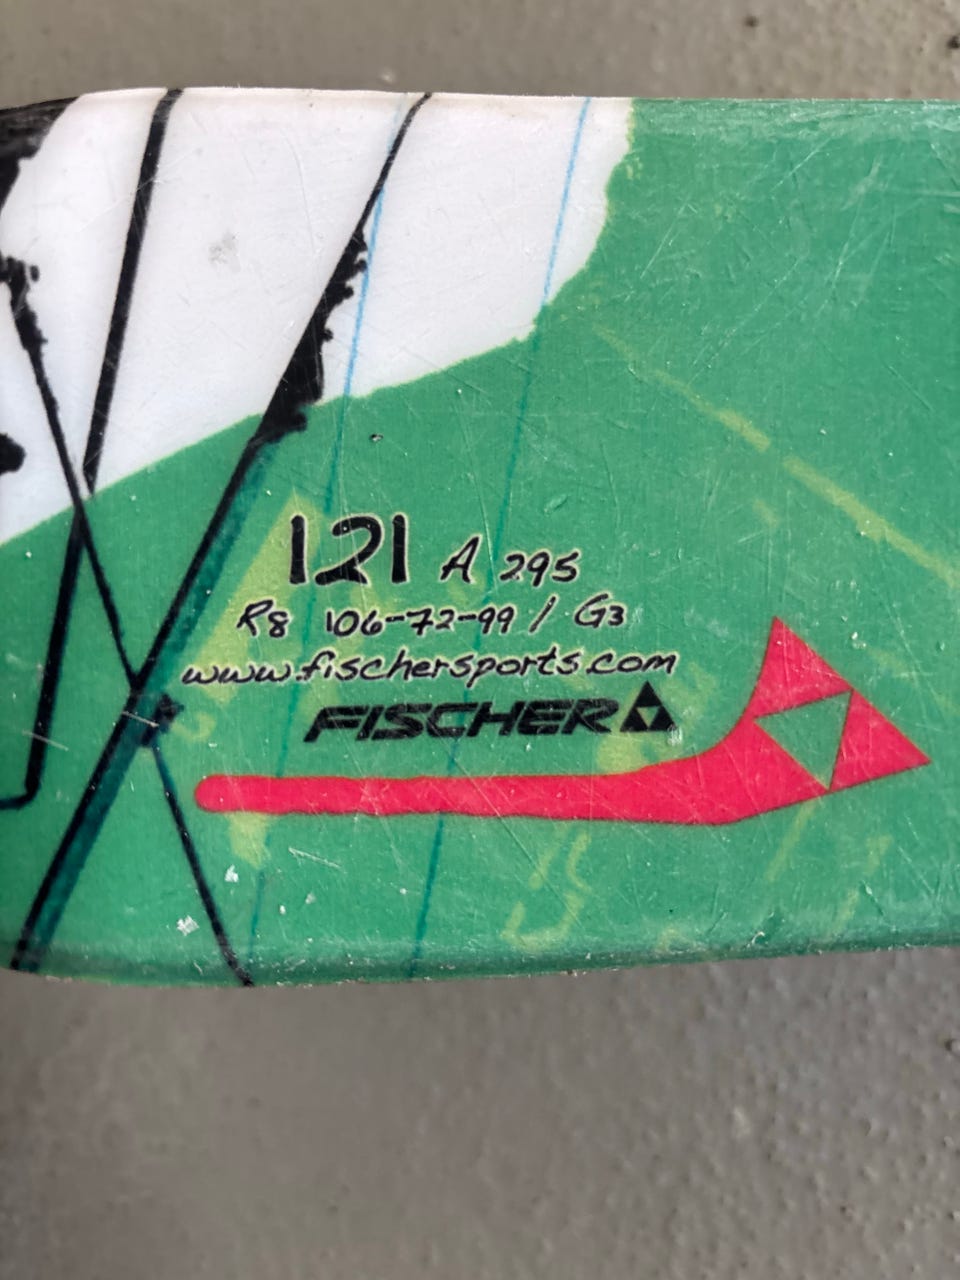 121 A 295
R8 106-72-99 / G3
www.fischersports.com
FISCHER